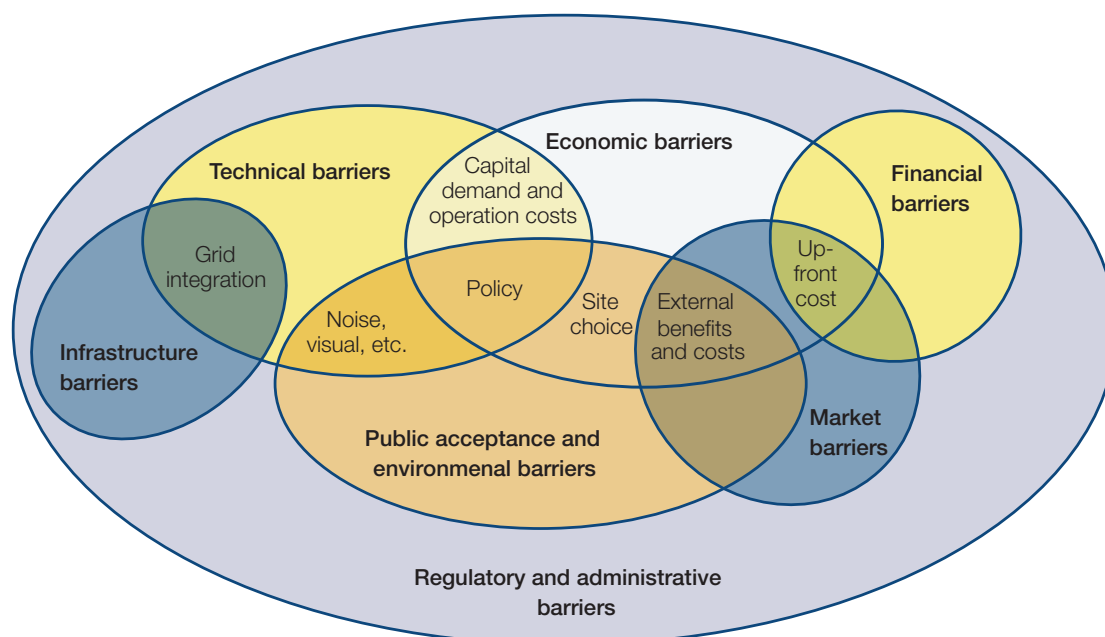 Technical barriers
Economic barriers
Financial
barriers
Capital
demand and
operation costs
Grid
integration
Up-
front
cost
Policy
Site
choice
External
benefits
and costs
Noise,
visual, etc.
Infrastructure
barriers
Market
barriers
Public acceptance and
environmenal barriers
Regulatory and administrative
barriers